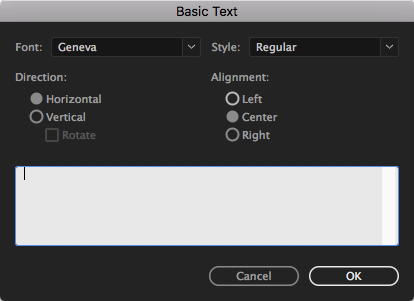 Basic Text
Font: Geneva Style: Regular
Direction: Alignment:
Horizontal Left
Vertical Center
Rotate Right
Cancel OK